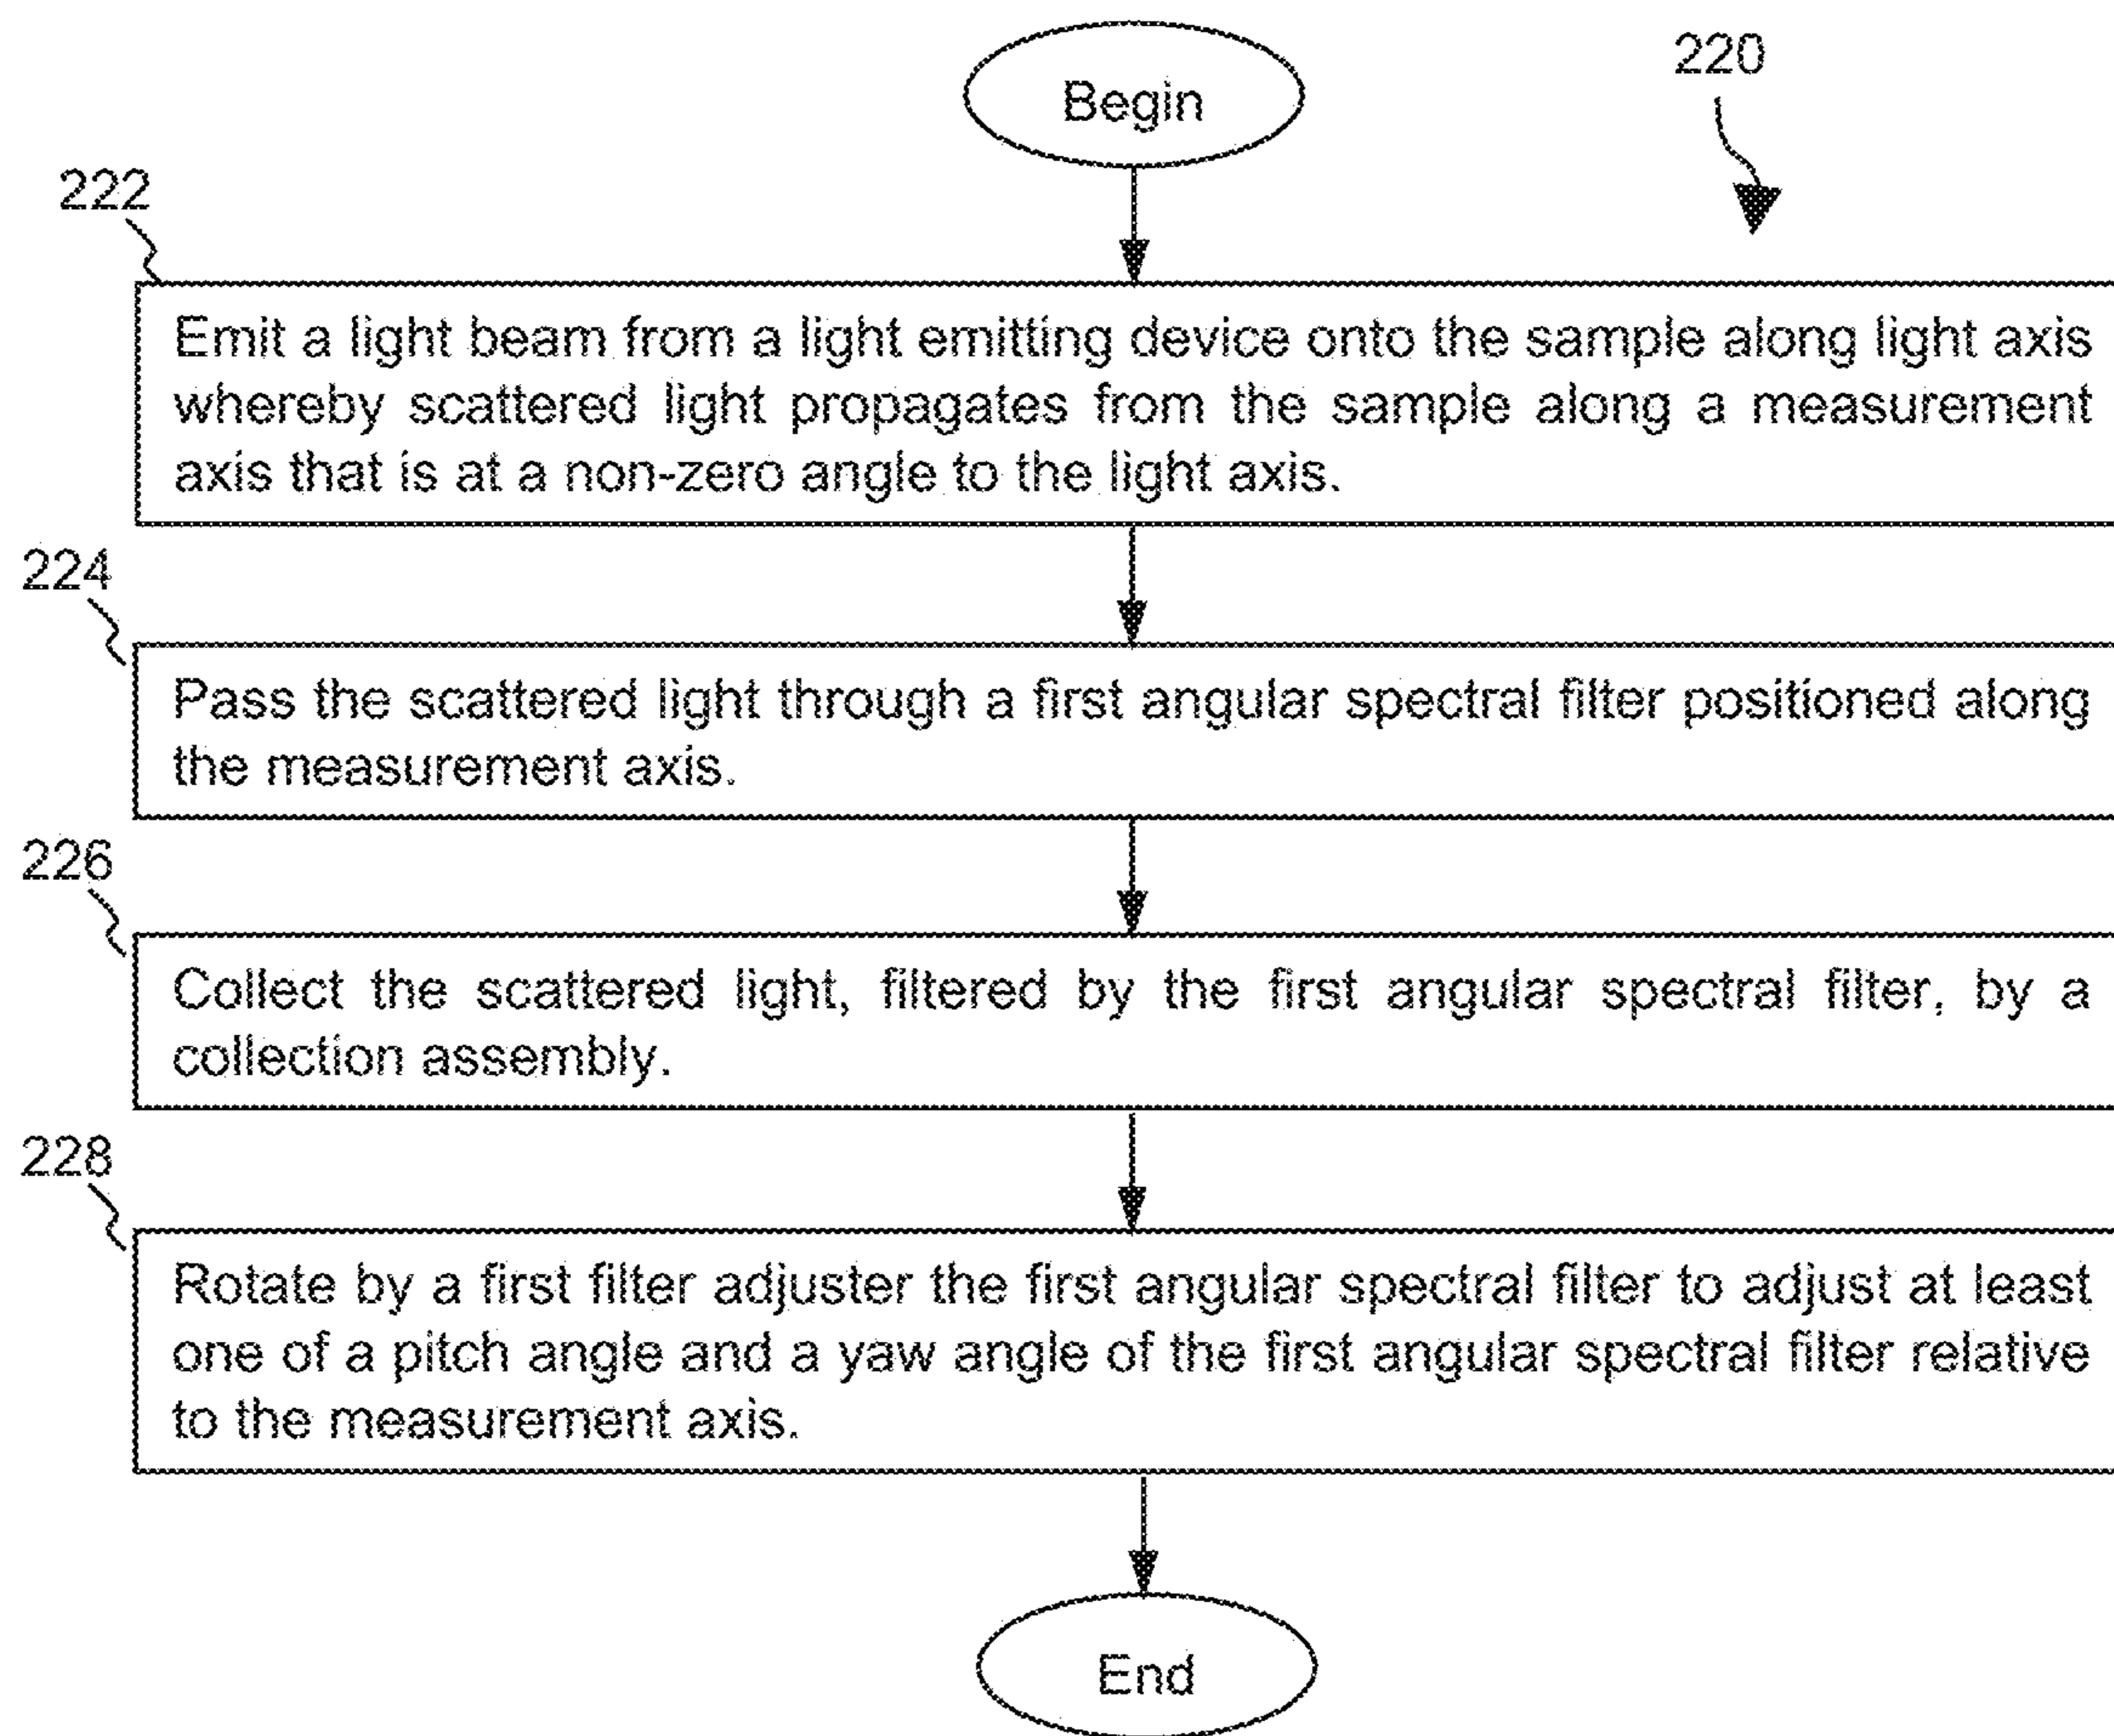 Begin
220
222
Emit a light beam from a light emitting device onto the sample along light axis
whereby scattered light propagates from the sample along a measurement
axis that is at a non-zero angle to the light axis.
224
Pass the scattered light through a first angular spectral filter positioned along
the measurement axis.
226
Collect the scattered light, filtered by the first angular spectral filter, by a
collection assembly.
228
Rotate by a first filter adjuster the first angular spectral filter to adjust at least
one of a pitch angle and a yaw angle of the first angular spectral filter relative
to the measurement axis.
End